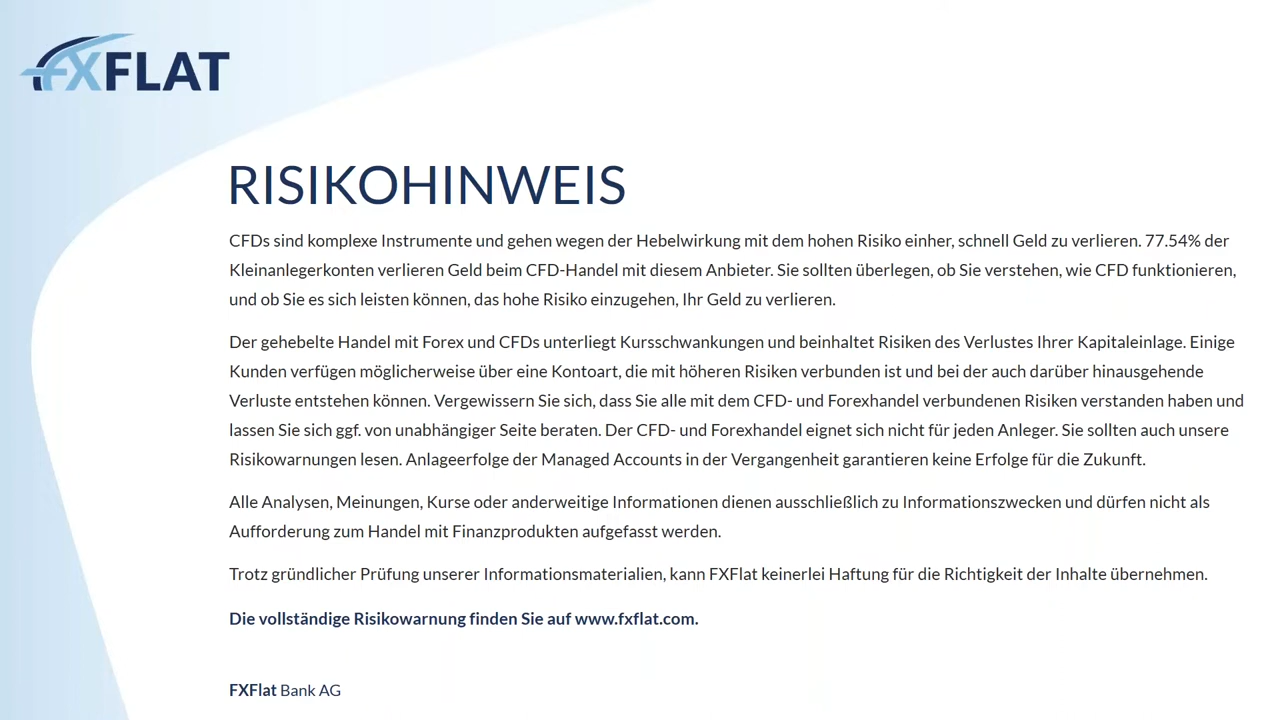 FXFLAT
RISIKOHINWEIS
CFDs sind komplexe Instrumente und gehen wegen der Hebelwirkung mit dem hohen Risiko einher, schnell Geld zu verlieren. 77.54% der
Kleinanlegerkonten verlieren Geld beim CFD-Handel mit diesem Anbieter. Sie sollten überlegen, ob Sie verstehen, wie CFD funktionieren,
und ob Sie es sich leisten können, das hohe Risiko einzugehen, Ihr Geld zu verlieren.
Der gehebelte Handel mit Forex und CFDs unterliegt Kursschwankungen und beinhaltet Risiken des Verlustes Ihrer Kapitaleinlage. Einige
Kunden verfügen möglicherweise über eine Kontoart, die mit höheren Risiken verbunden ist und bei der auch darüber hinausgehende
Verluste entstehen können. Vergewissern Sie sich, dass Sie alle mit dem CFD- und Forexhandel verbundenen Risiken verstanden haben und
lassen Sie sich ggf. von unabhängiger Seite beraten. Der CFD- und Forexhandel eignet sich nicht für jeden Anleger. Sie sollten auch unsere
Risikowarnungen lesen. Anlageerfolge der Managed Accounts in der Vergangenheit garantieren keine Erfolge für die Zukunft.
Alle Analysen, Meinungen, Kurse oder anderweitige Informationen dienen ausschließlich zu Informationszwecken und dürfen nicht als
Aufforderung zum Handel mit Finanzprodukten aufgefasst werden.
Trotz gründlicher Prüfung unserer Informationsmaterialien, kann FXFlat keinerlei Haftung für die Richtigkeit der Inhalte übernehmen.
Die vollständige Risikowarnung finden Sie auf www.fxflat.com.
FXFlat Bank AG